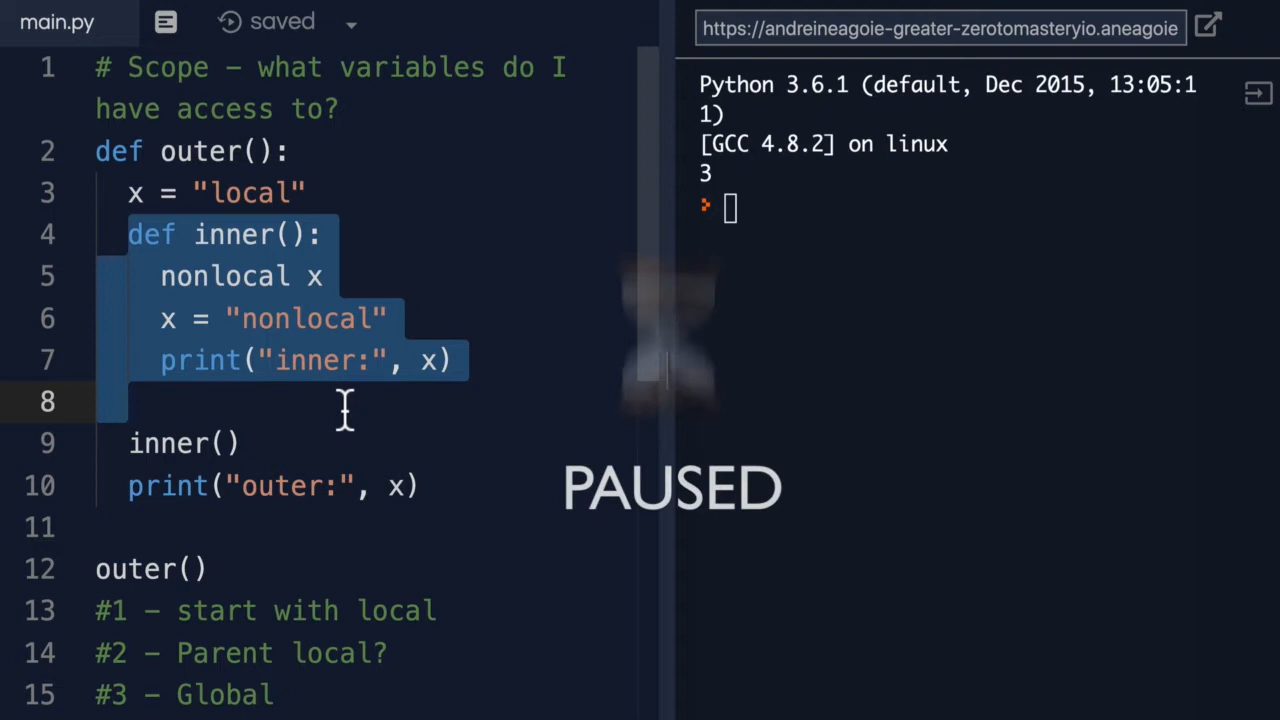 main.py
saved
1 # Scope – what variables do I
have access to?
2 def outer():
3 x = "local"
4 def inner():
5 nonlocal x
6 x = "nonlocal"
7 print("inner:", x)
8
9 inner()
10 print("outer:", x)
11
12 outer()
13 #1 – start with local
14 #2 – Parent local?
15 #3 – Global
https://andreineagoie-greater-zerotomasteryio.aneagoie
Python 3.6.1 (default, Dec 2015, 13:05:1
1)
[GCC 4.8.2] on linux
3
PAUSED